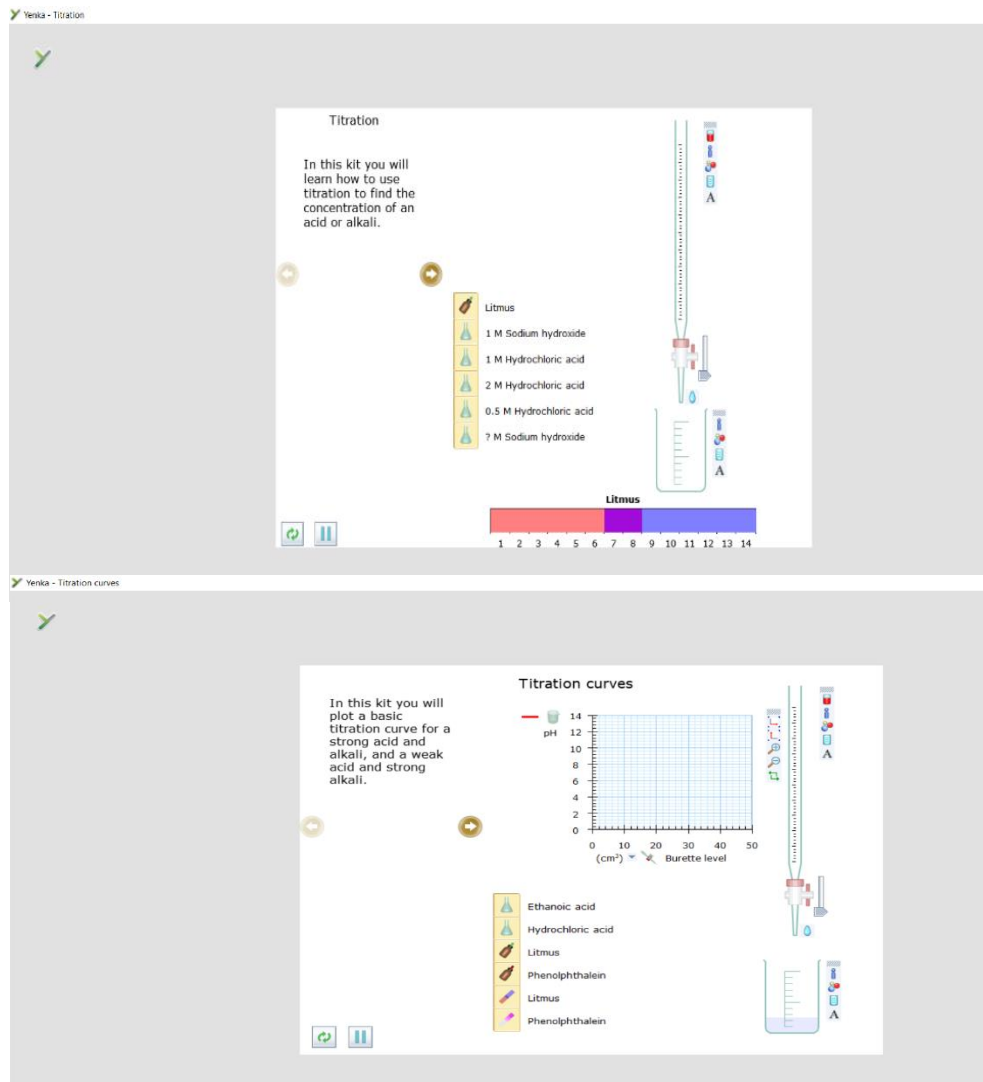 Yenka - Titration
Titration
In this kit you will
learn how to use
titration to find the
concentration of an
acid or alkali.
A
Litmus
1 M Sodium hydroxide
1 M Hydrochloric acid
2 M Hydrochloric acid
0.5 M Hydrochloric acid
? M Sodium hydroxide
A
Litmus
1 2 3 4 5 6 7 8 9 10 11 12 13 14
Yenka - Titration curves
Titration curves
In this kit you will
plot a basic
titration curve for a
strong acid and
alkali, and a weak
acid and strong
alkali.
pH
14
12
10
8
6
4
2
0
0 10 20 30 40 50
(cm³) Burette level
A
Ethanoic acid
Hydrochloric acid
Litmus
Phenolphthalein
Litmus
Phenolphthalein
A